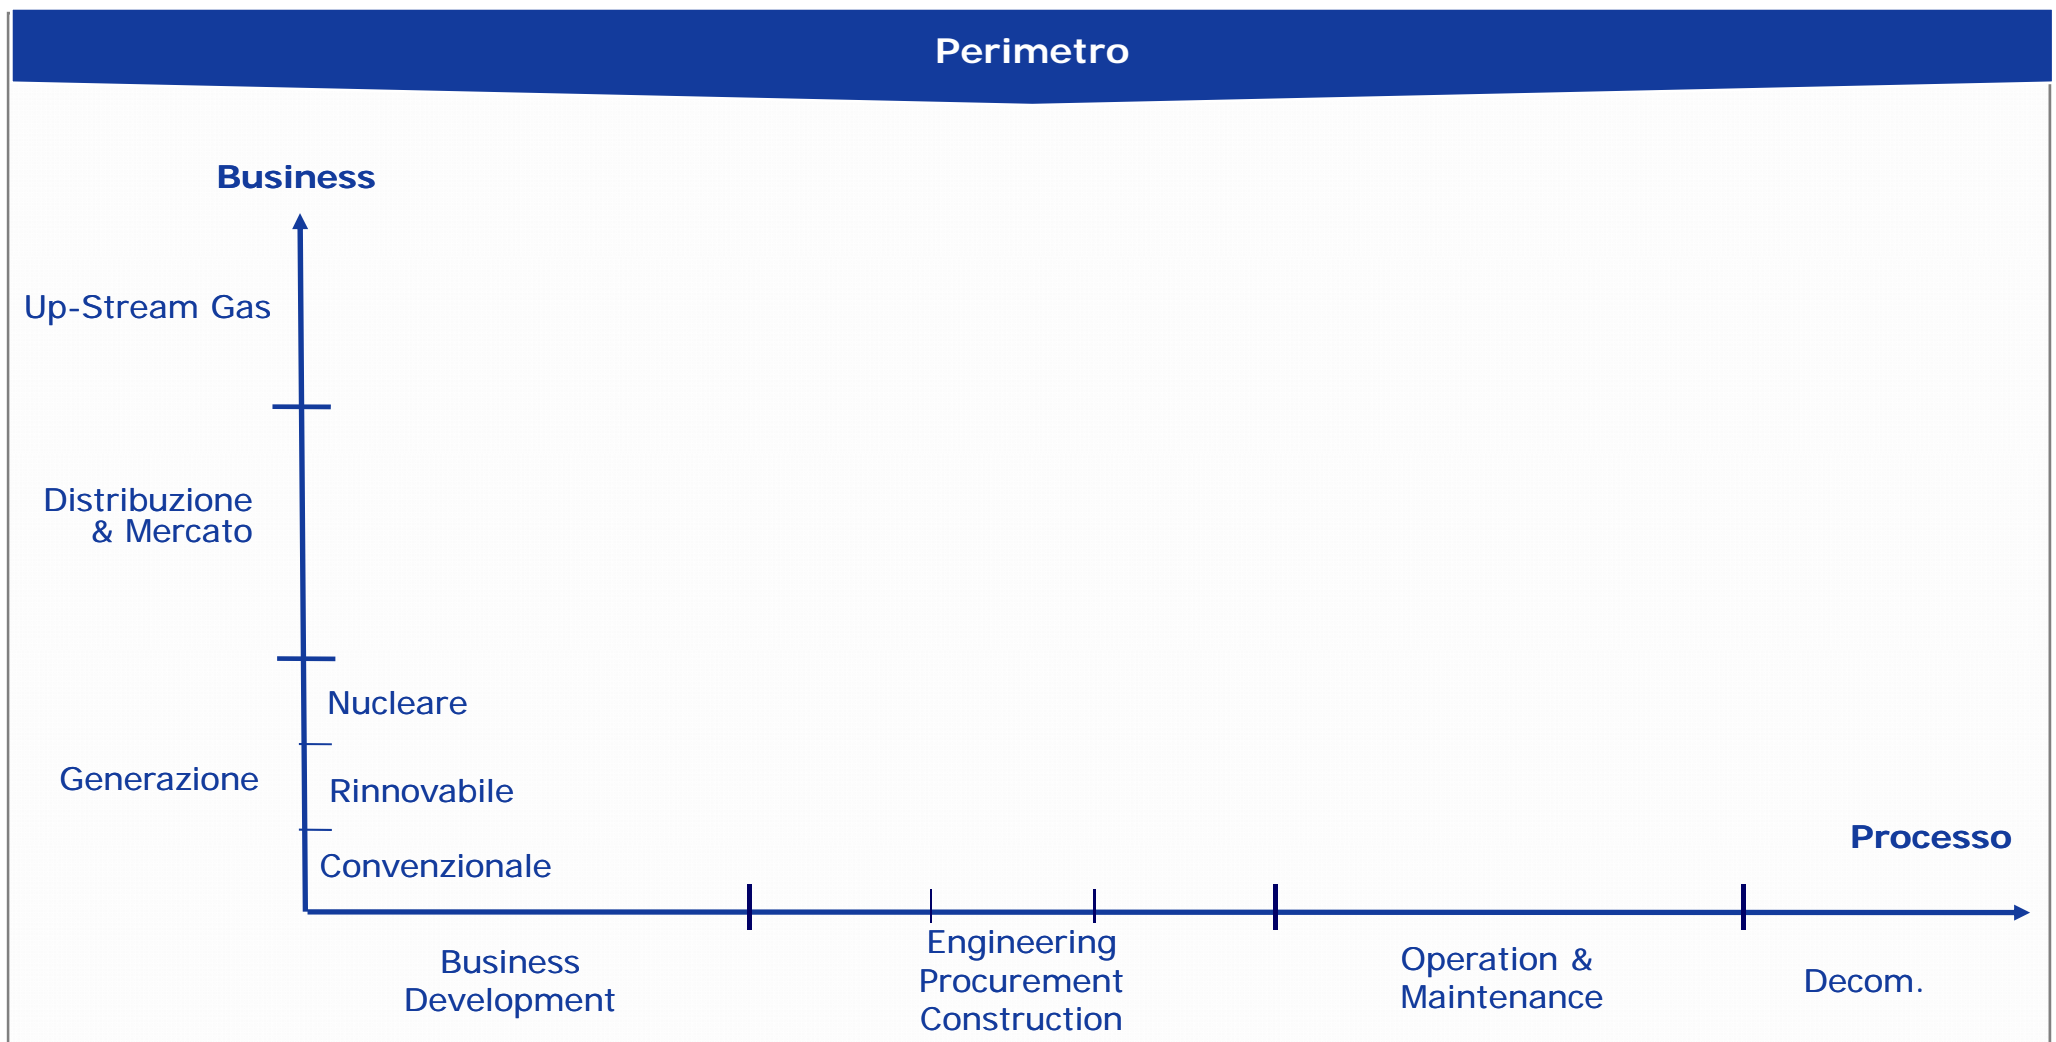 Perimetro
Business
Up-Stream Gas
Distribuzione
& Mercato
Nucleare
Generazione
Rinnovabile
Convenzionale
Processo
Business
Development
Engineering
Procurement
Construction
Operation &
Maintenance
Decom.